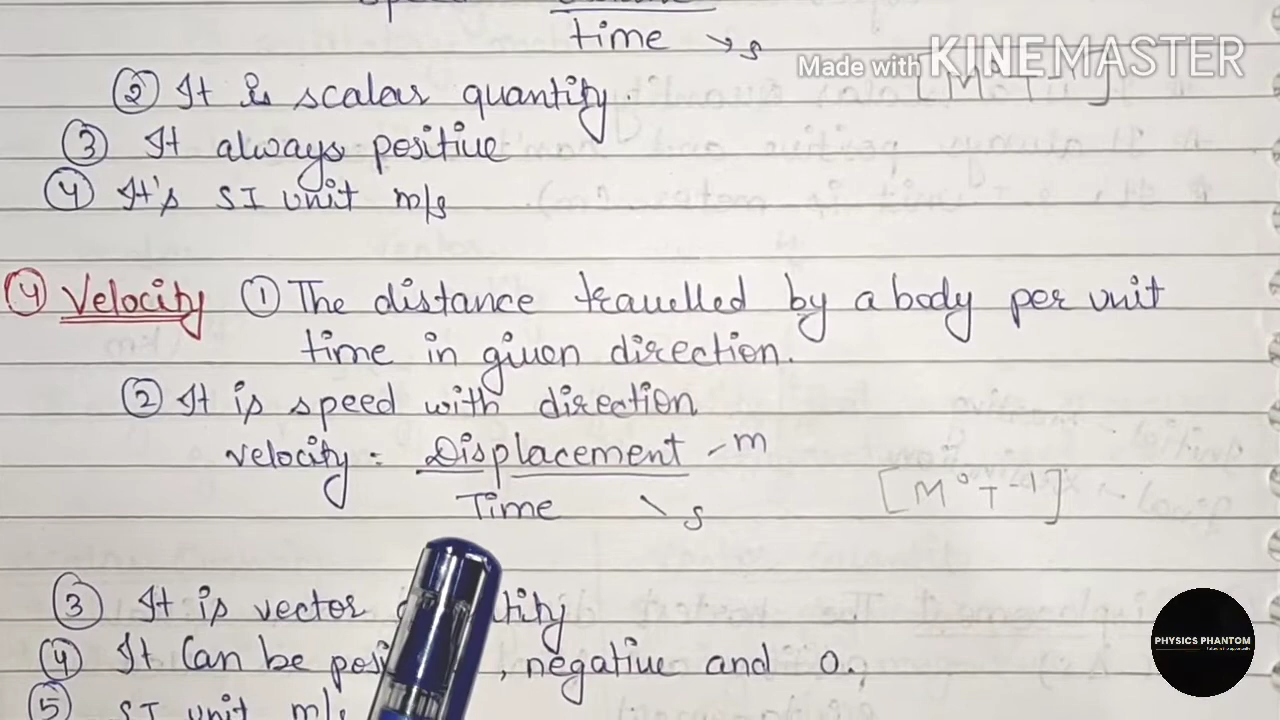 time → s
Made with KINEMASTER
② It is scalar quantity.
[M⁰T⁻¹]
③ It always positive
④ It's SI unit m/s
④ Velocity ① The distance travelled by a body per unit
time in given direction.
② It is speed with direction
velocity = Displacement - m
Time \ s
[M⁰T⁻¹]
③ It is vector
④ It can be , negative and 0.
PHYSICS PHANTOM
⑤ SI unit m/s